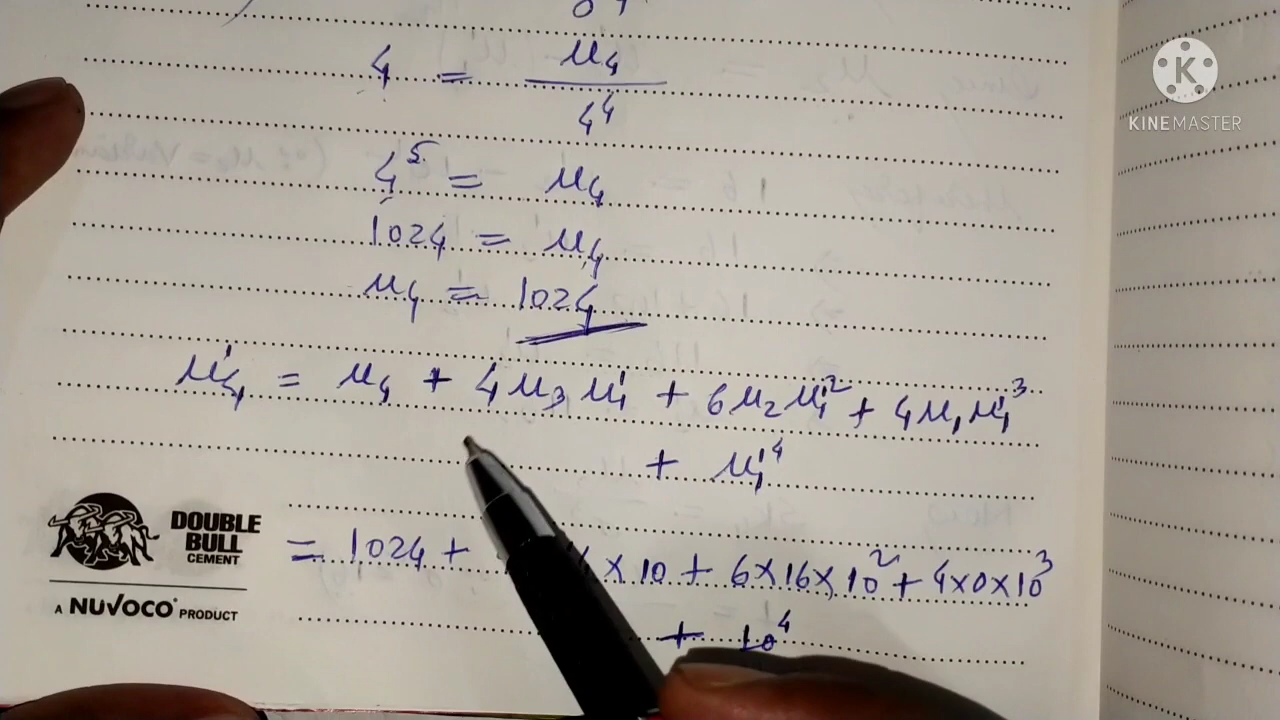 4 = μ4
4^4
4^5 = μ4
1024 = μ4
μ4 = 1024
μ'4 = μ4 + 4μ3μ'1 + 6μ2μ'1^2 + 4μ1μ'1^3
+ μ'1^4
= 1024 + × 10 + 6×16×10^2 + 4×0×10^3
+ 10^4
DOUBLE
BULL
CEMENT
A NUVOCO PRODUCT
K
KINEMASTER